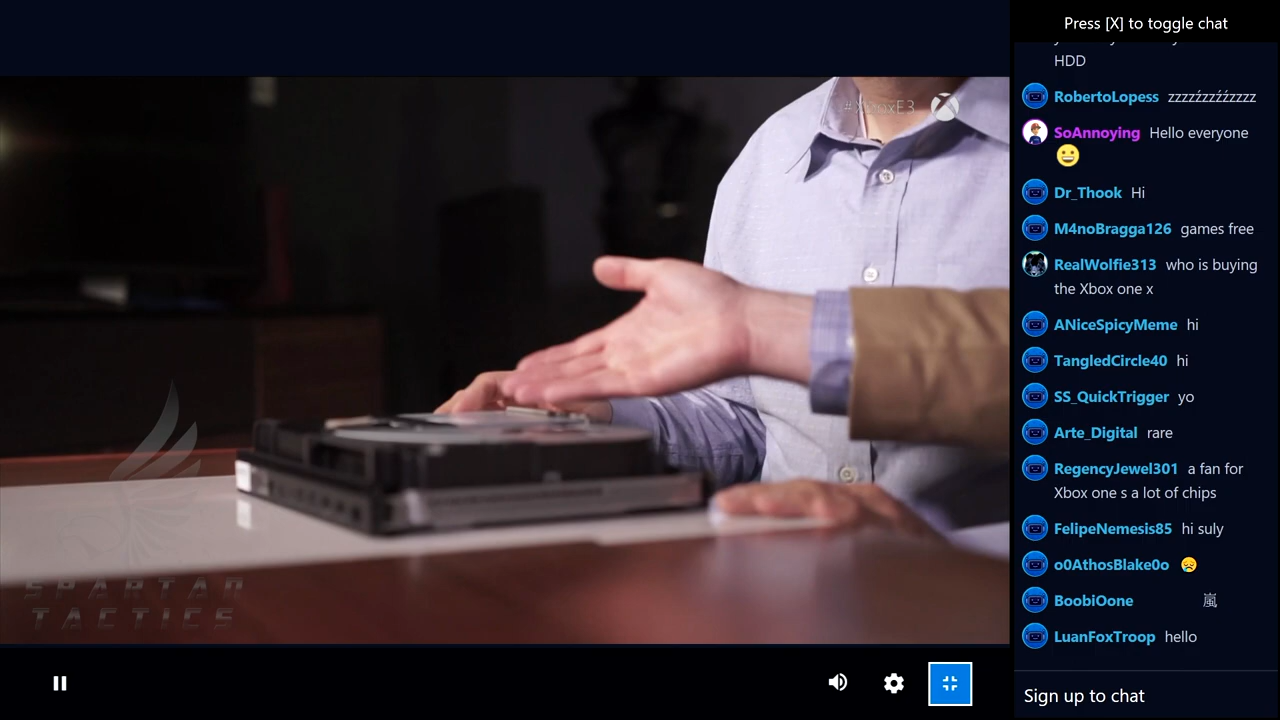 Press [X] to toggle chat
HDD
RobertoLopess zzzzźzzźzzzz
SoAnnoying Hello everyone
😀
Dr_Thook Hi
M4noBragga126 games free
RealWolfie313 who is buying
the Xbox one x
ANiceSpicyMeme hi
TangledCircle40 hi
SS_QuickTrigger yo
Arte_Digital rare
RegencyJewel301 a fan for
Xbox one s a lot of chips
FelipeNemesis85 hi suly
o0AthosBlake0o 😪
BoobiOone 嵐
LuanFoxTroop hello
Sign up to chat
#XboxE3
SPARTAN
TACTICS